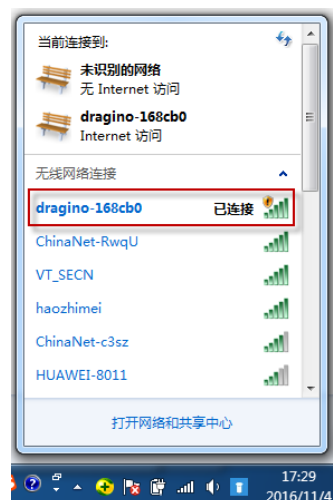 当前连接到:
未识别的网络
无 Internet 访问
dragino-168cb0
Internet 访问
无线网络连接
dragino-168cb0 已连接
ChinaNet-RwqU
VT_SECN
haozhimei
ChinaNet-c3sz
HUAWEI-8011
打开网络和共享中心
17:29
2016/11/4